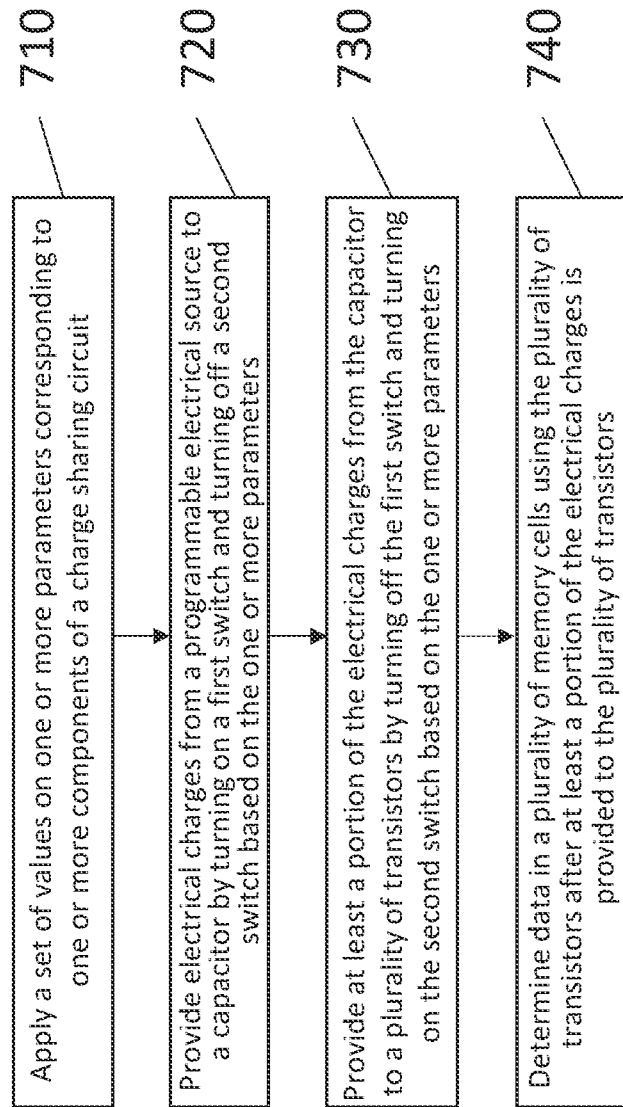 Apply a set of values on one or more parameters corresponding to
one or more components of a charge sharing circuit
710
Provide electrical charges from a programmable electrical source to
a capacitor by turning on a first switch and turning off a second
switch based on the one or more parameters
720
Provide at least a portion of the electrical charges from the capacitor
to a plurality of transistors by turning off the first switch and turning
on the second switch based on the one or more parameters
730
Determine data in a plurality of memory cells using the plurality of
transistors after at least a portion of the electrical charges is
provided to the plurality of transistors
740